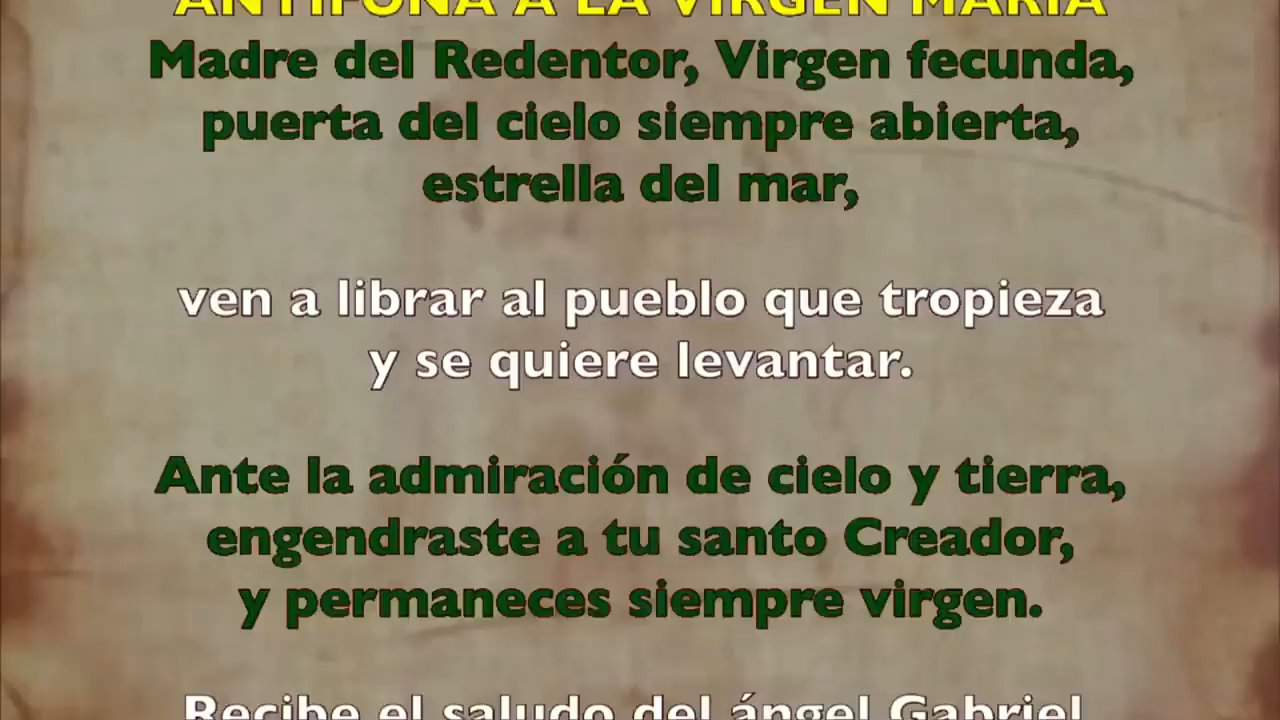 ANTÍFONA A LA VIRGEN MARÍA
Madre del Redentor, Virgen fecunda,
puerta del cielo siempre abierta,
estrella del mar,
ven a librar al pueblo que tropieza
y se quiere levantar.
Ante la admiración de cielo y tierra,
engendraste a tu santo Creador,
y permaneces siempre virgen.
Recibe el saludo del ángel Gabriel